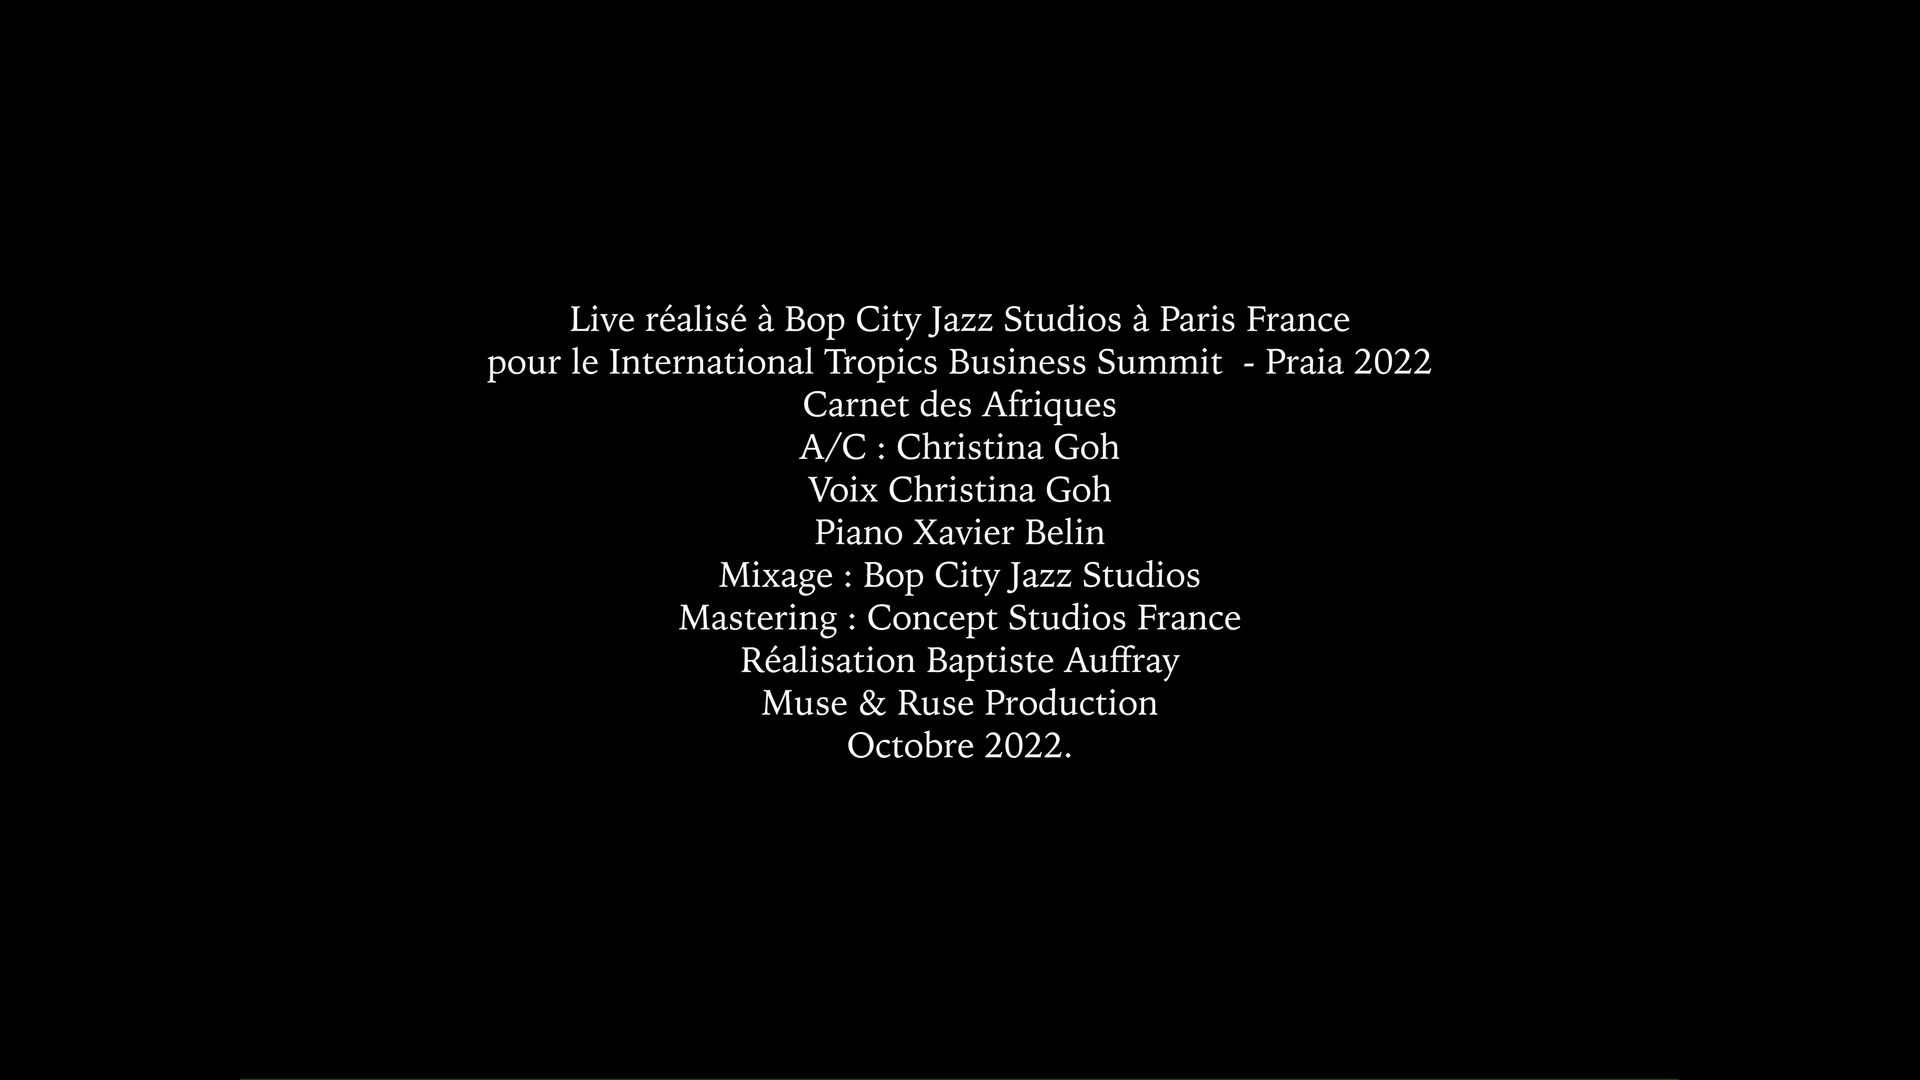 Live réalisé à Bop City Jazz Studios à Paris France
pour le International Tropics Business Summit  - Praia 2022
Carnet des Afriques
A/C : Christina Goh
Voix Christina Goh
Piano Xavier Belin
Mixage : Bop City Jazz Studios
Mastering : Concept Studios France
Réalisation Baptiste Auffray
Muse & Ruse Production
Octobre 2022.